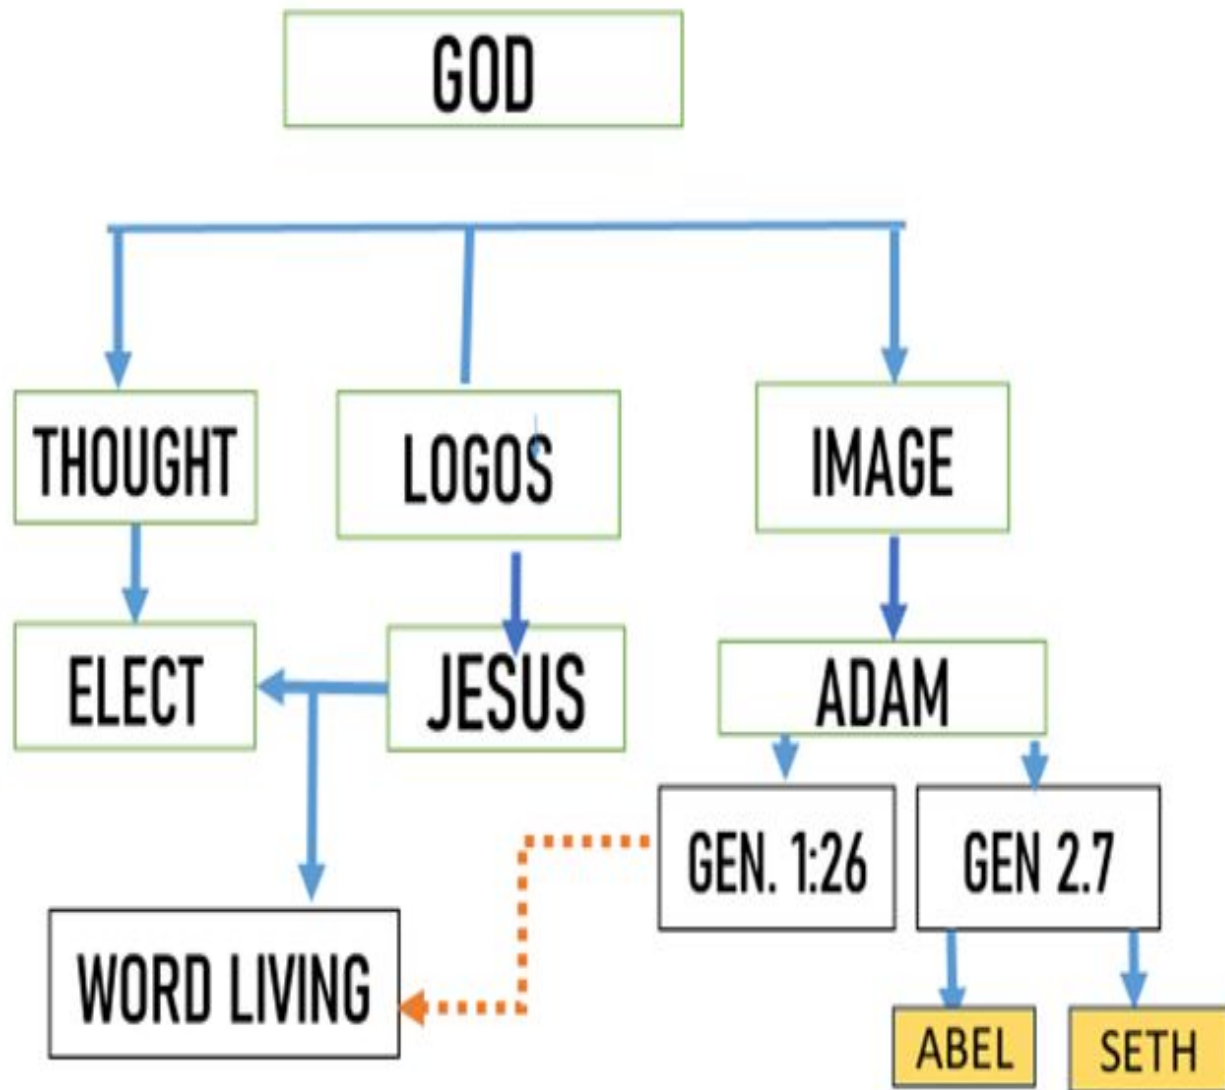 GOD
THOUGHT
LOGOS
IMAGE
ELECT
JESUS
ADAM
GEN. 1:26
GEN 2.7
WORD LIVING
ABEL
SETH